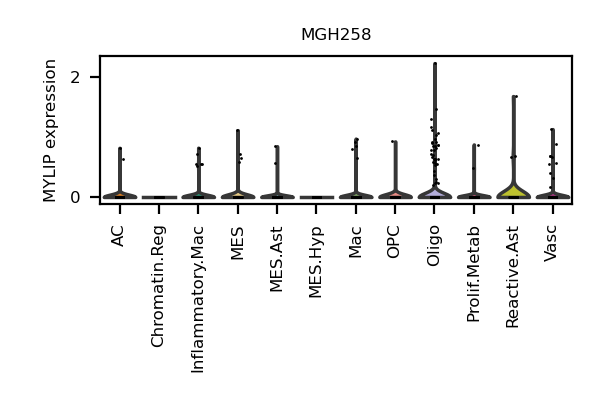 MGH258
MYLIP expression
2
0
AC
Chromatin.Reg
Inflammatory.Mac
MES
MES.Ast
MES.Hyp
Mac
OPC
Oligo
Prolif.Metab
Reactive.Ast
Vasc